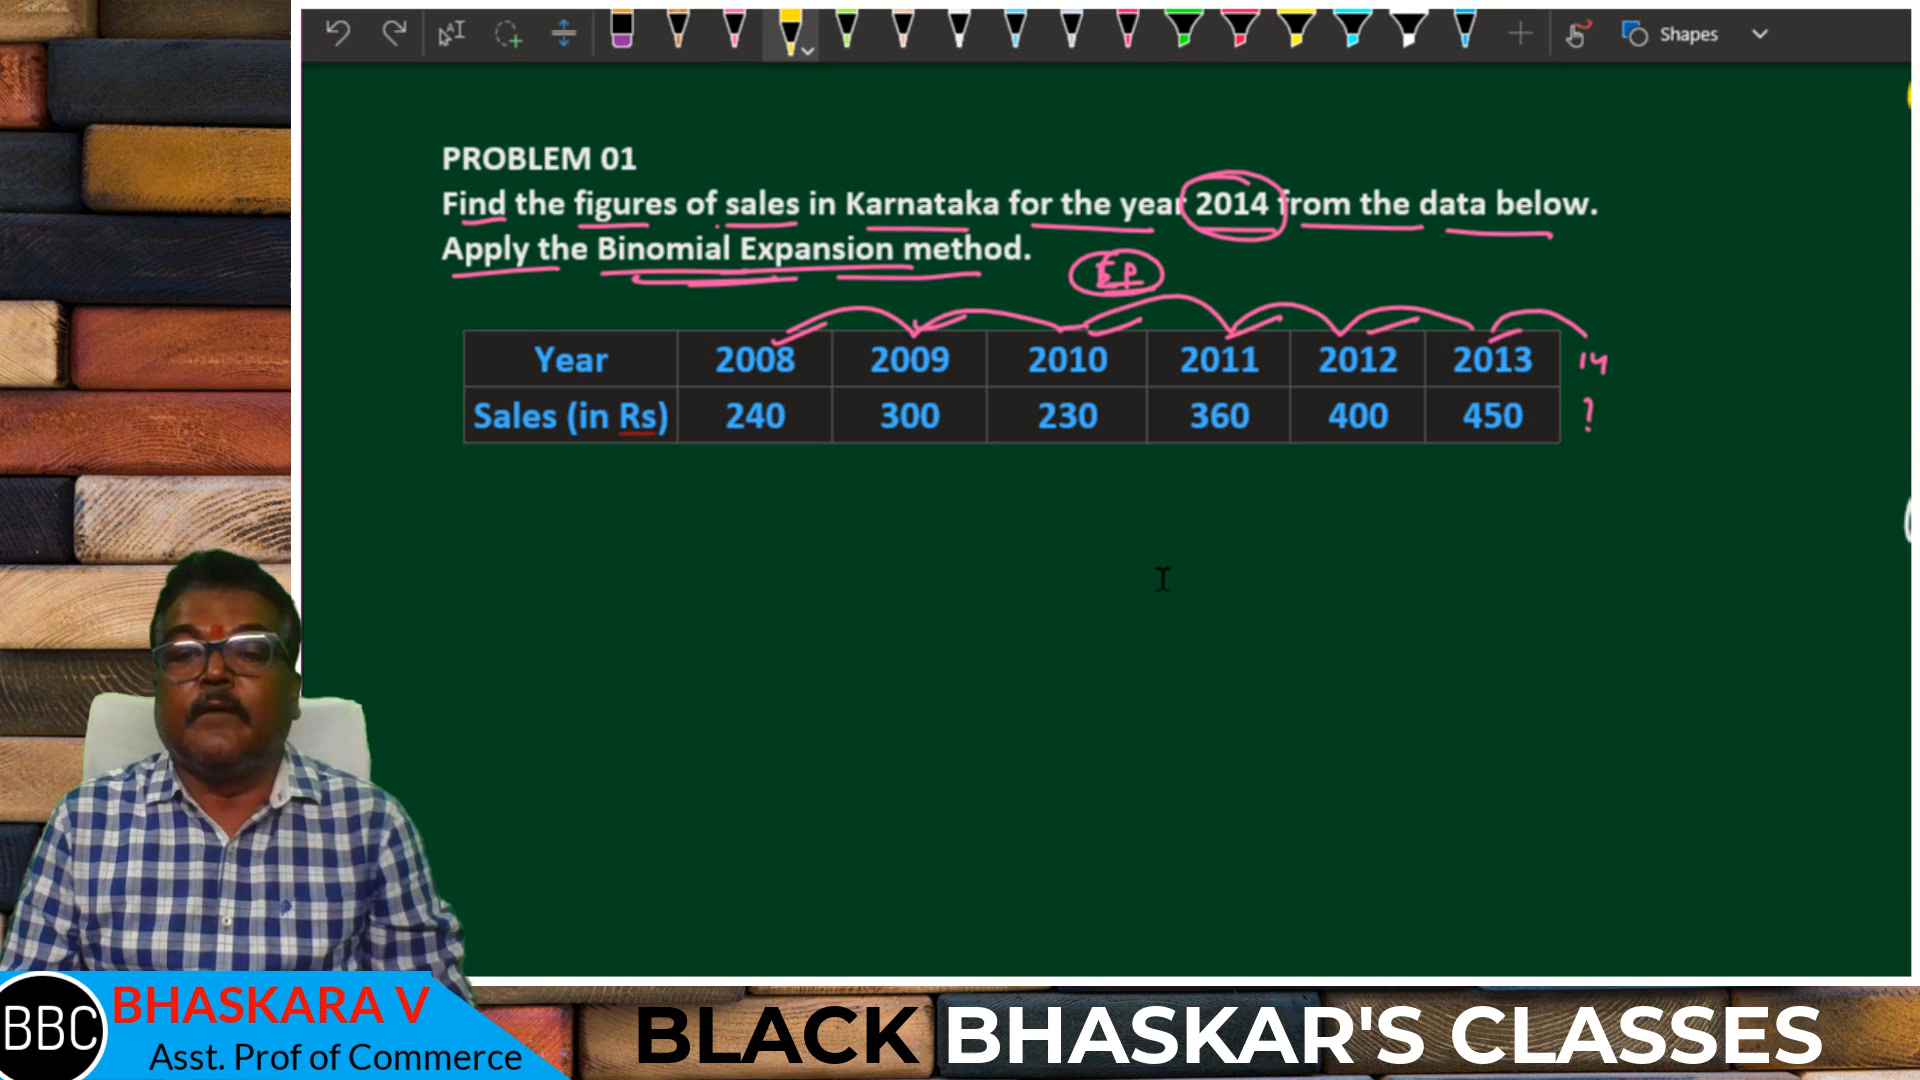 Shapes
PROBLEM 01
Find the figures of sales in Karnataka for the year 2014 from the data below.
Apply the Binomial Expansion method.
EP
Year 2008 2009 2010 2011 2012 2013 14
Sales (in Rs) 240 300 230 360 400 450 ?
BBC
BHASKARA V
Asst. Prof of Commerce
BLACK BHASKAR'S CLASSES